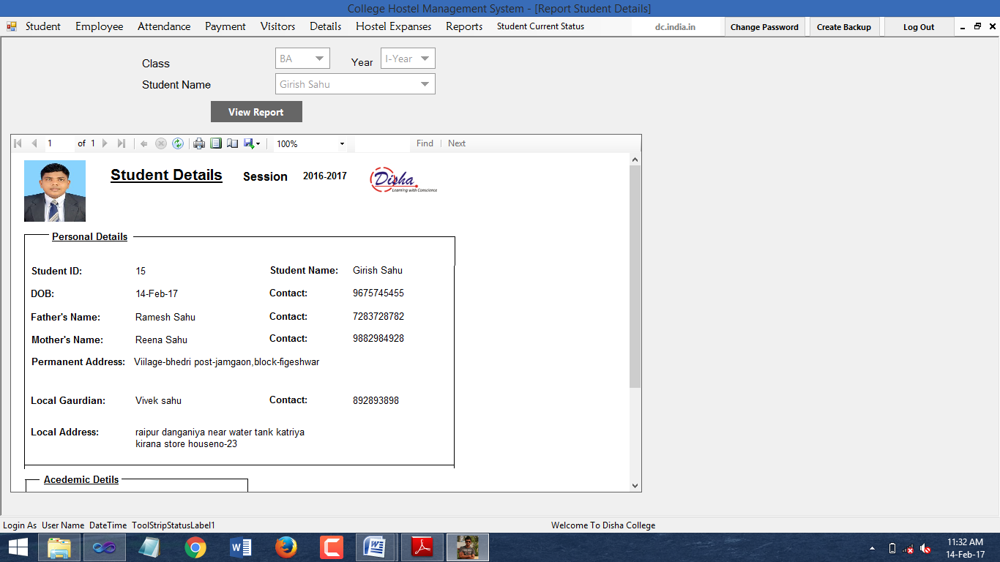 College Hostel Management System - [Report Student Details]
Student Employee Attendance Payment Visitors Details Hostel Expanses Reports Student Current Status dc.india.in Change Password Create Backup Log Out
Class BA Year I-Year
Student Name Girish Sahu
View Report
1 of 1 100% Find | Next
Student Details Session 2016-2017 Disha
Learning with Conscience
Personal Details
Student ID: 15 Student Name: Girish Sahu
DOB: 14-Feb-17 Contact: 9675745455
Father's Name: Ramesh Sahu Contact: 7283728782
Mother's Name: Reena Sahu Contact: 9882984928
Permanent Address: Viilage-bhedri post-jamgaon,block-figeshwar
Local Gaurdian: Vivek sahu Contact: 892893898
Local Address: raipur danganiya near water tank katriya
kirana store houseno-23
Acedemic Detils
Login As User Name DateTime ToolStripStatusLabel1 Welcome To Disha College
11:32 AM
14-Feb-17